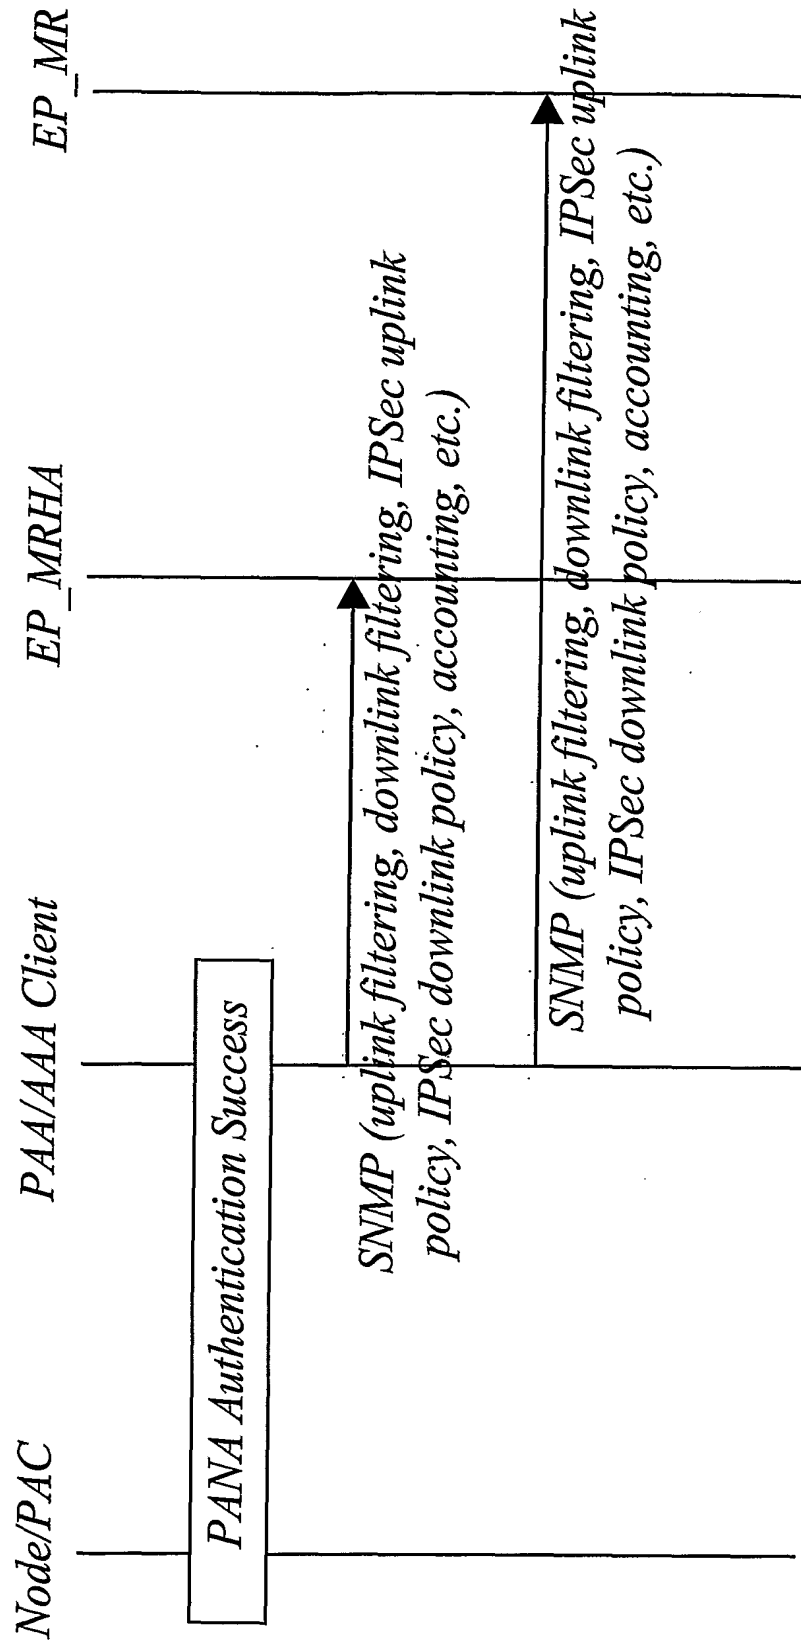 Node/PAC
PAA/AAA Client
EP_MRHA
EP_MR
PANA Authentication Success
SNMP (uplink filtering, downlink filtering, IPSec uplink
policy, IPSec downlink policy, accounting, etc.)
SNMP (uplink filtering, downlink filtering, IPSec uplink
policy, IPSec downlink policy, accounting, etc.)